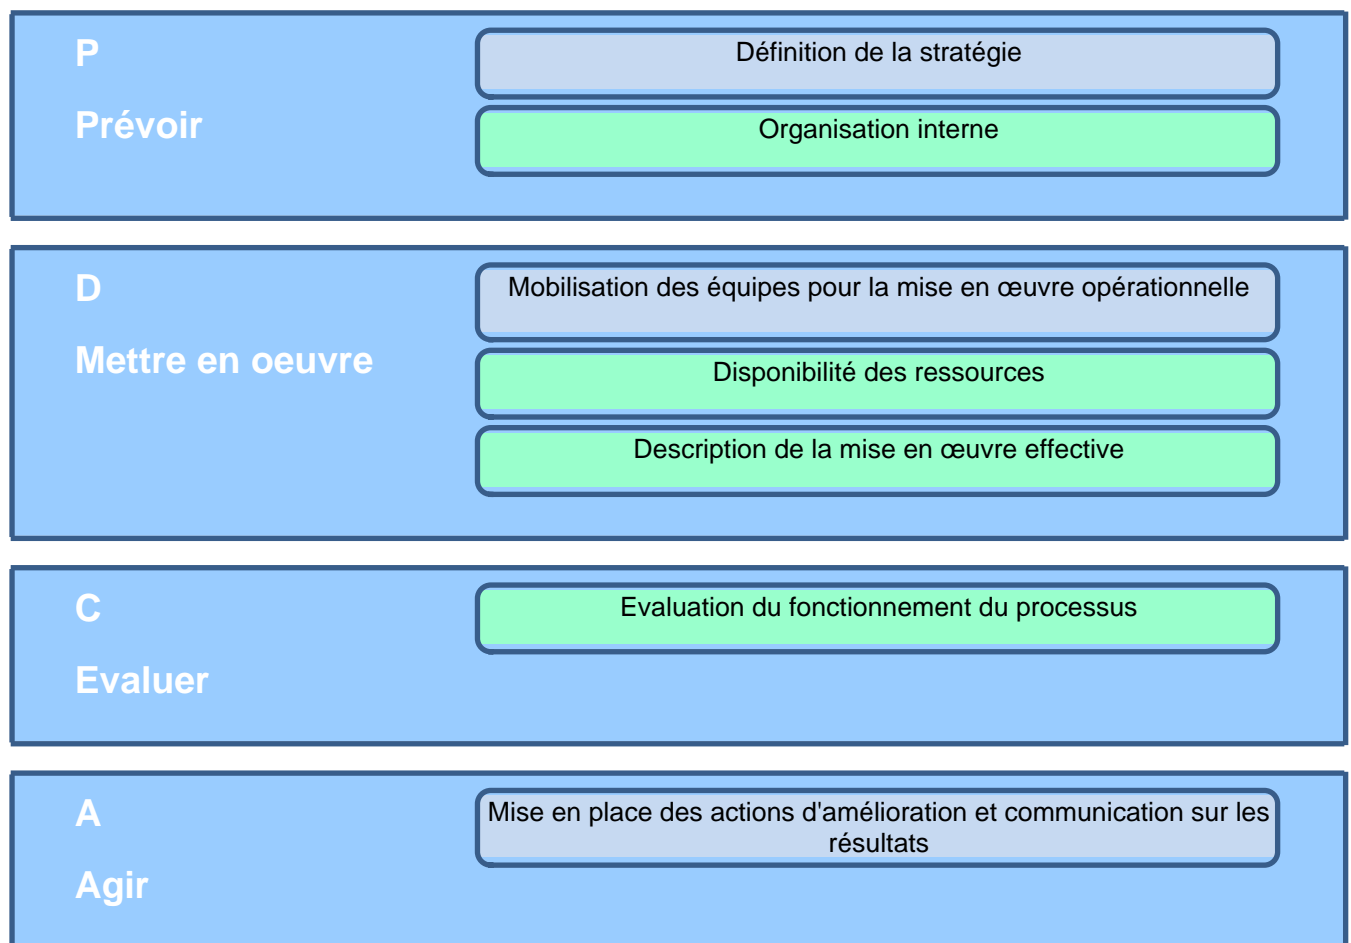 P
Prévoir
Définition de la stratégie
Organisation interne
D
Mettre en oeuvre
Mobilisation des équipes pour la mise en œuvre opérationnelle
Disponibilité des ressources
Description de la mise en œuvre effective
C
Evaluer
Evaluation du fonctionnement du processus
A
Agir
Mise en place des actions d'amélioration et communication sur les
résultats